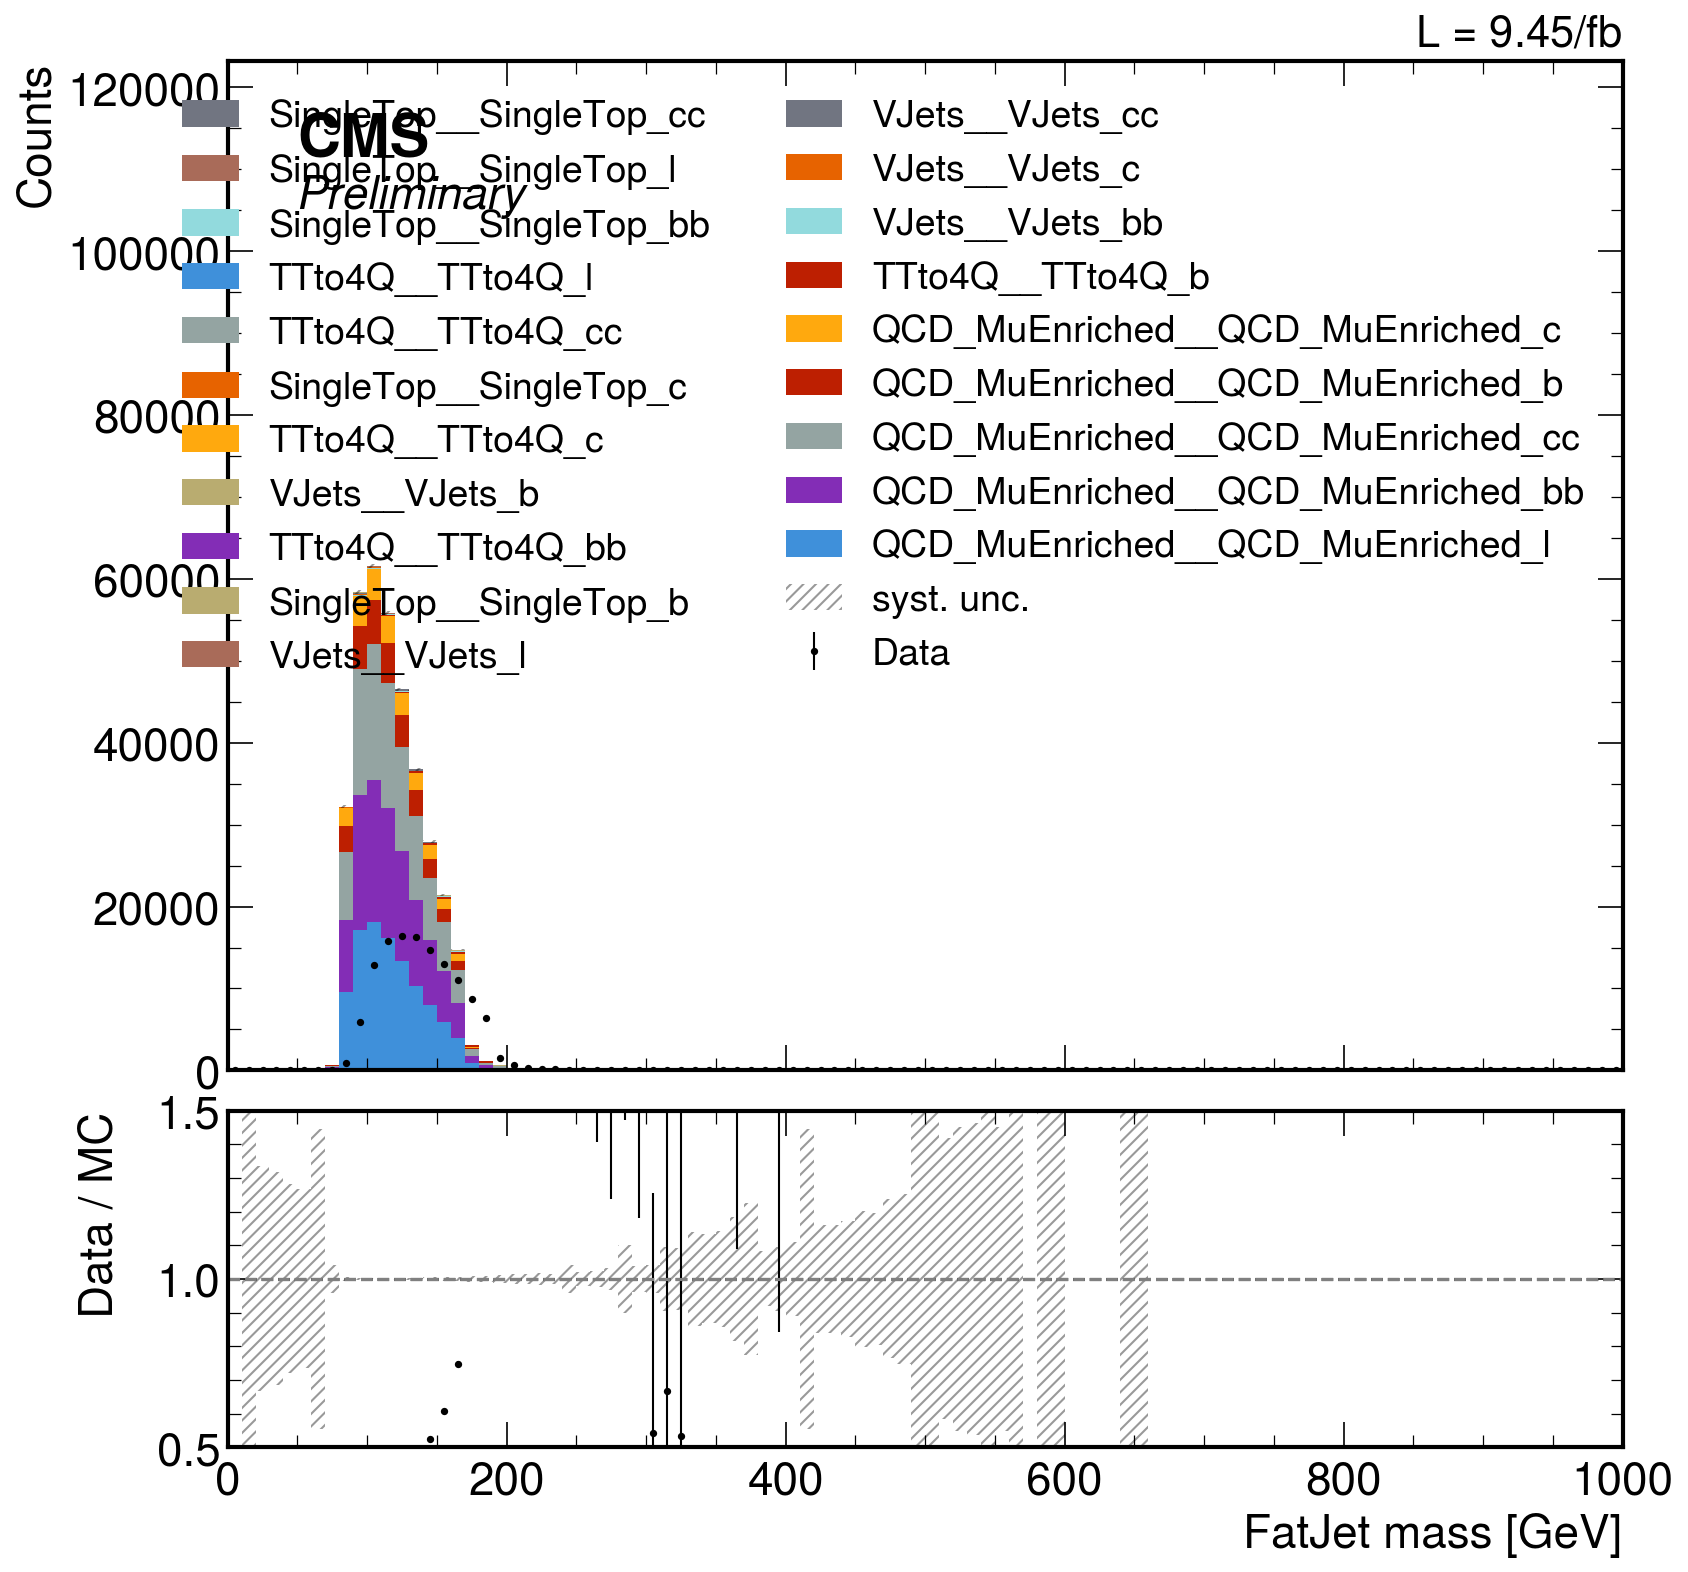 L = 9.45/fb
Counts
120000
100000
80000
60000
40000
20000
0
CMS
Preliminary
SingleTop__SingleTop_cc
SingleTop__SingleTop_l
SingleTop__SingleTop_bb
TTto4Q__TTto4Q_l
TTto4Q__TTto4Q_cc
SingleTop__SingleTop_c
TTto4Q__TTto4Q_c
VJets__VJets_b
TTto4Q__TTto4Q_bb
SingleTop__SingleTop_b
VJets__VJets_l
VJets__VJets_cc
VJets__VJets_c
VJets__VJets_bb
TTto4Q__TTto4Q_b
QCD_MuEnriched__QCD_MuEnriched_c
QCD_MuEnriched__QCD_MuEnriched_b
QCD_MuEnriched__QCD_MuEnriched_cc
QCD_MuEnriched__QCD_MuEnriched_bb
QCD_MuEnriched__QCD_MuEnriched_l
syst. unc.
Data
Data / MC
1.5
1.0
0.5
0
200
400
600
800
1000
FatJet mass [GeV]